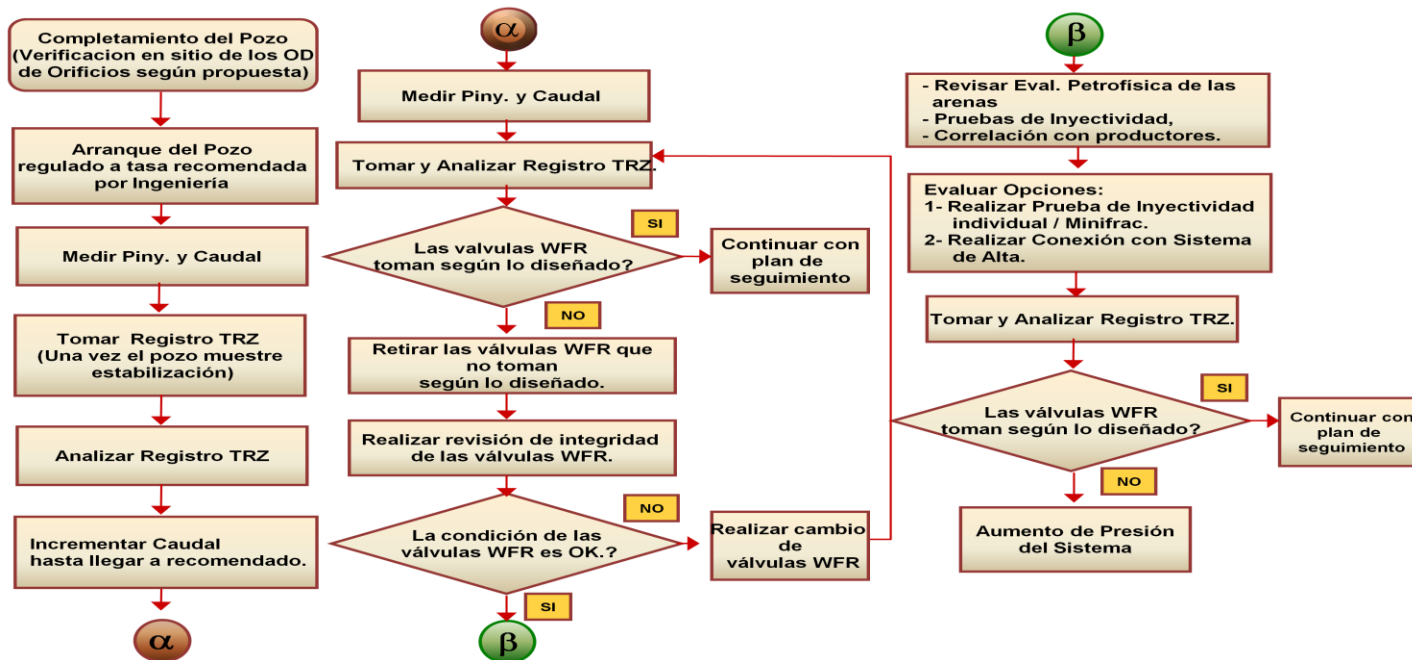 Completamiento del Pozo
(Verificacion en sitio de los OD
de Orificios según propuesta)
Arranque del Pozo
regulado a tasa recomendada
por Ingeniería
Medir Piny. y Caudal
Tomar Registro TRZ
(Una vez el pozo muestre
estabilización)
Analizar Registro TRZ
Incrementar Caudal
hasta llegar a recomendado.
α
α
Medir Piny. y Caudal
Tomar y Analizar Registro TRZ.
Las valvulas WFR
toman según lo diseñado?
SI
Continuar con
plan de
seguimiento
NO
Retirar las válvulas WFR que
no toman
según lo diseñado.
Realizar revisión de integridad
de las válvulas WFR.
La condición de las
válvulas WFR es OK.?
NO
Realizar cambio
de
válvulas WFR
SI
β
β
- Revisar Eval. Petrofísica de las
arenas
- Pruebas de Inyectividad,
- Correlación con productores.
Evaluar Opciones:
1- Realizar Prueba de Inyectividad
individual / Minifrac.
2- Realizar Conexión con Sistema
de Alta.
Tomar y Analizar Registro TRZ.
Las válvulas WFR
toman según lo diseñado?
SI
Continuar con
plan de
seguimiento
NO
Aumento de Presión
del Sistema